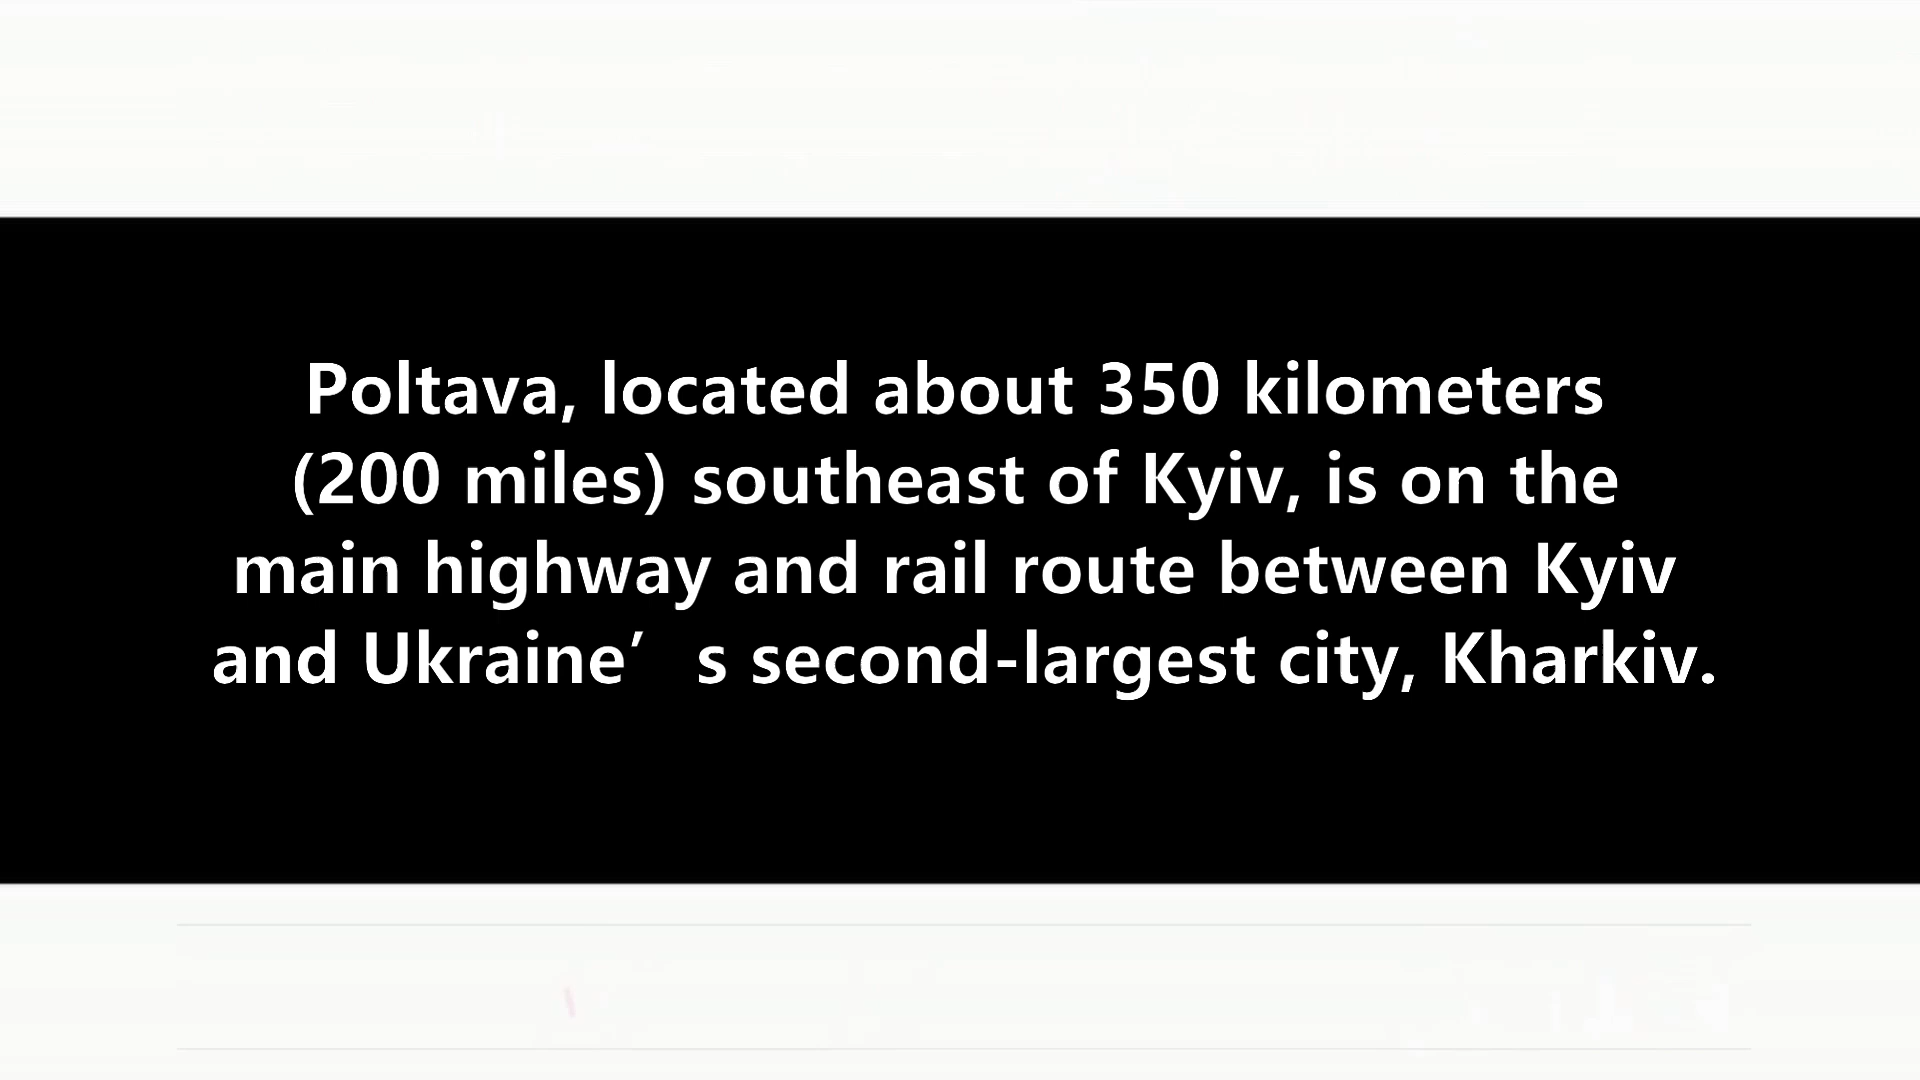 Poltava, located about 350 kilometers
(200 miles) southeast of Kyiv, is on the
main highway and rail route between Kyiv
and Ukraine’s second-largest city, Kharkiv.